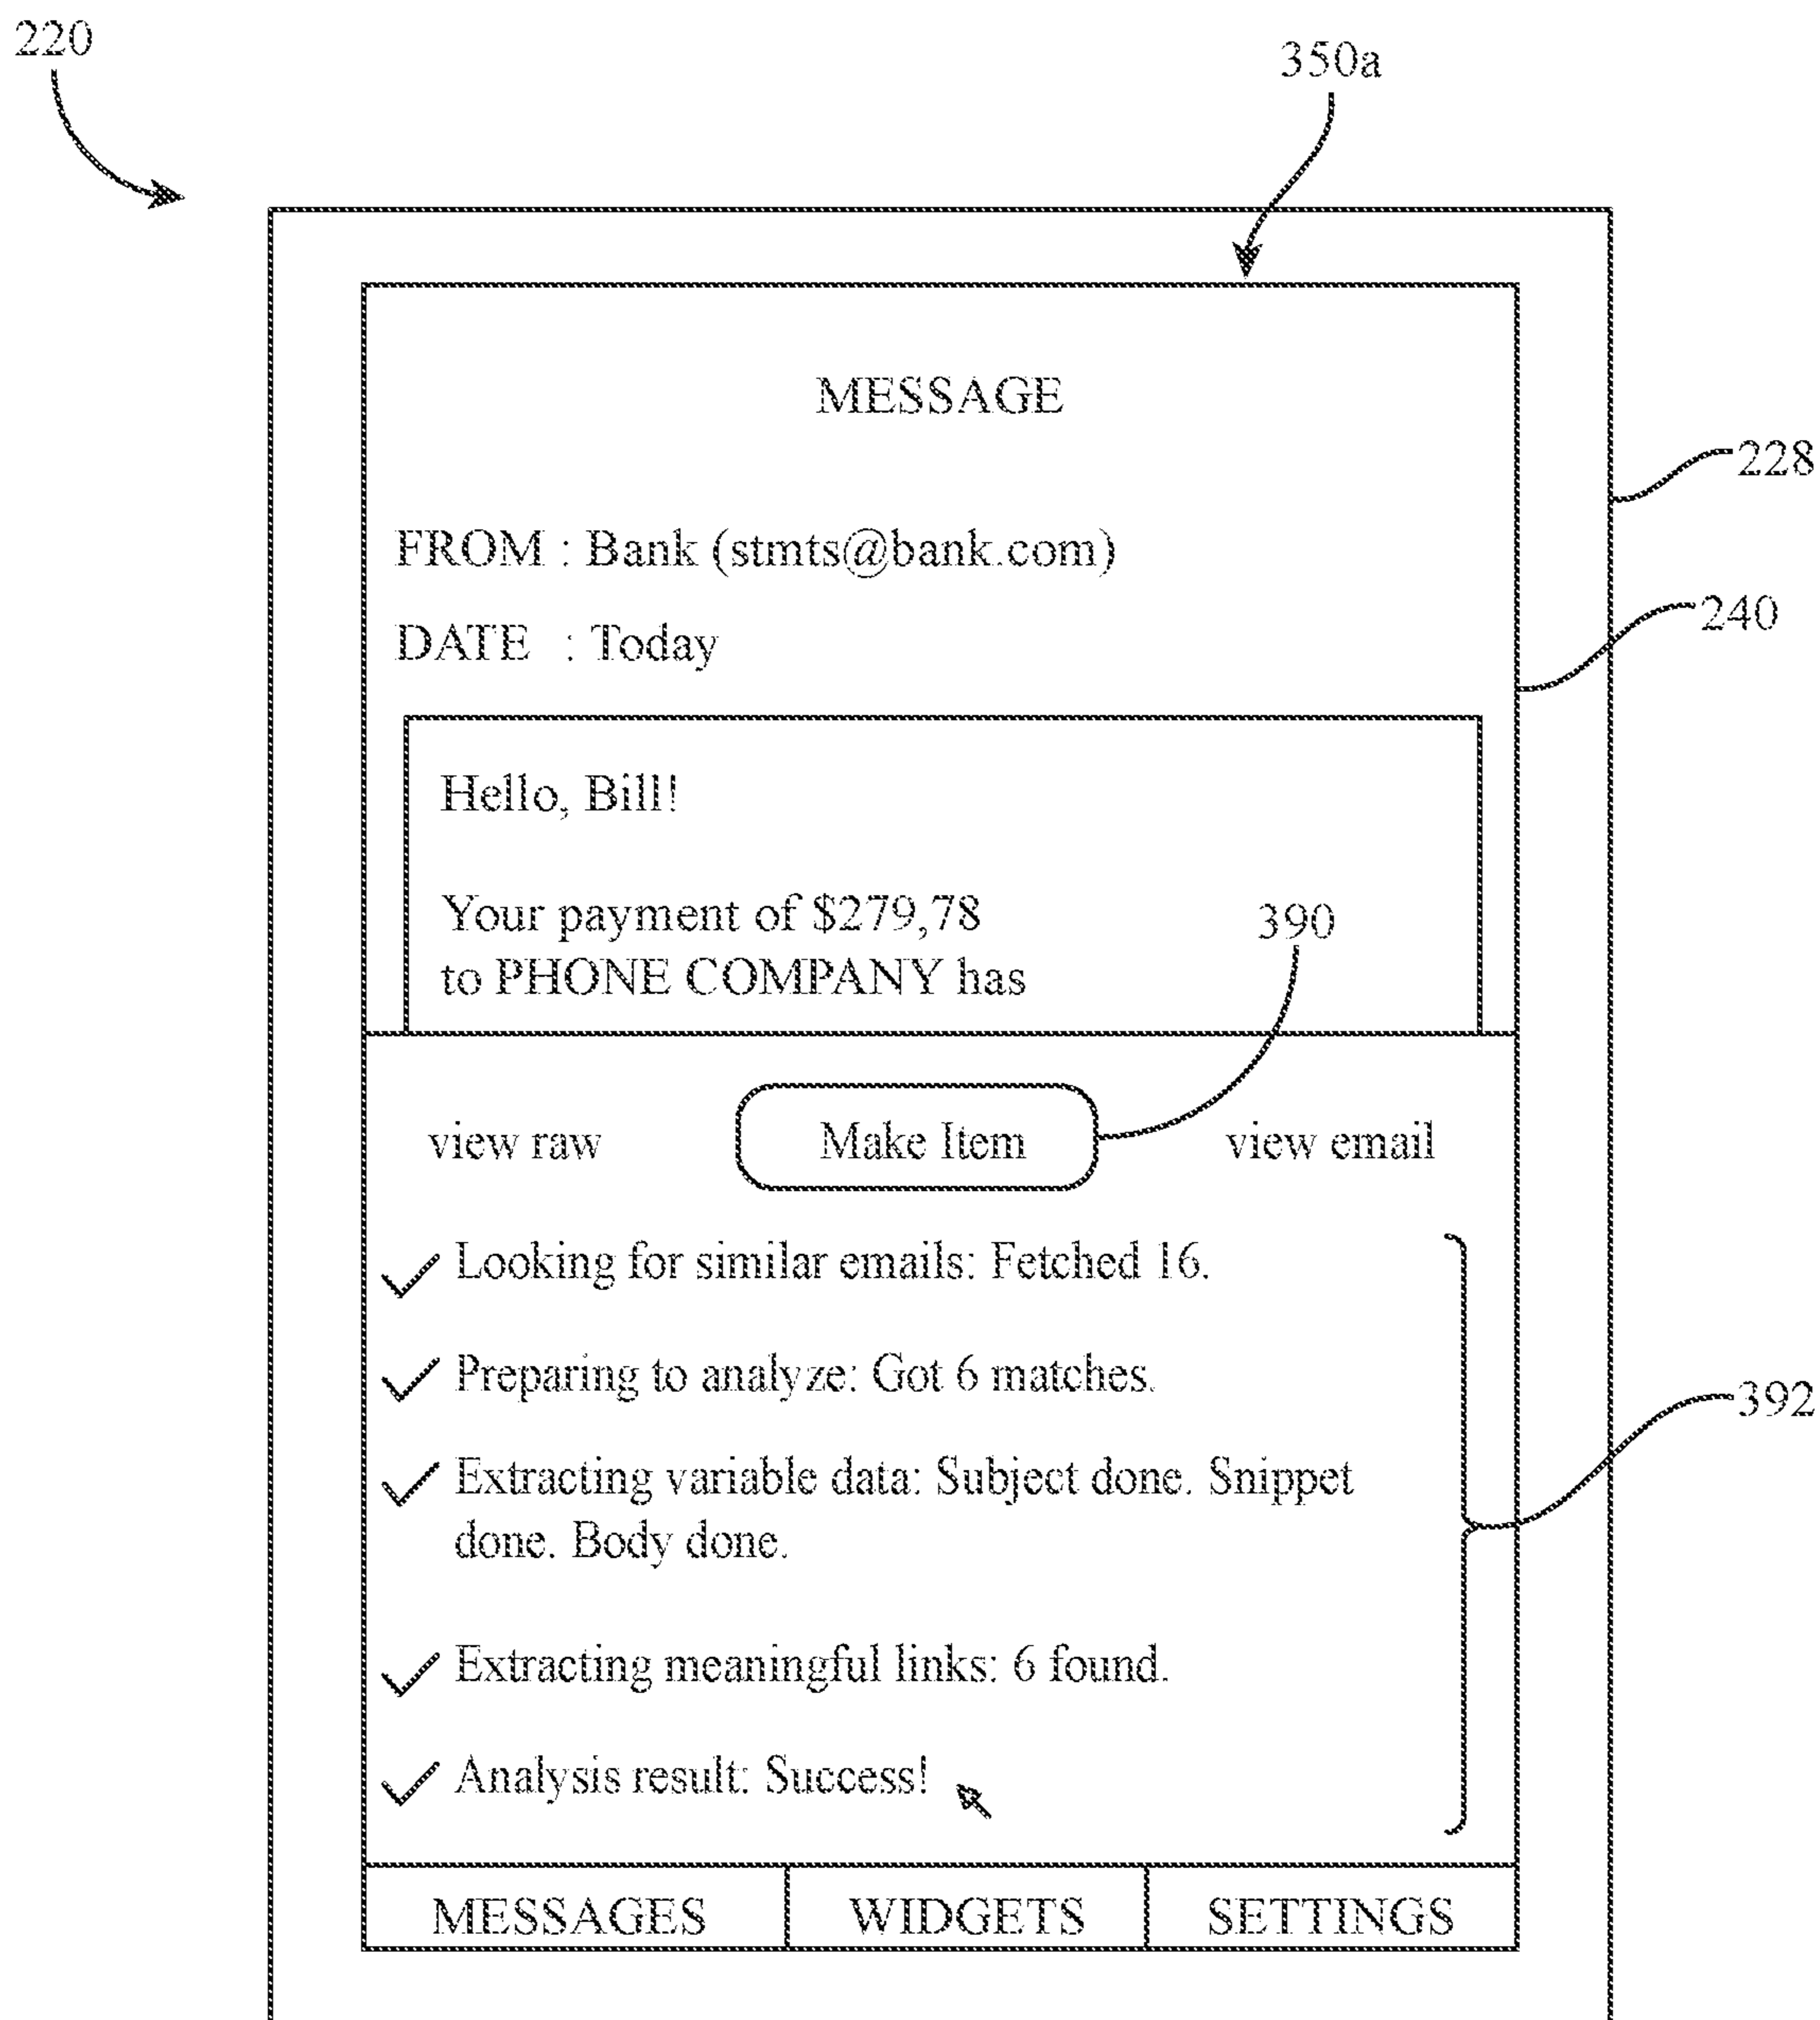 220
350a
MESSAGE
228
FROM : Bank (stmts@bank.com)
240
DATE : Today
Hello, Bill!
Your payment of $279,78
390
to PHONE COMPANY has
view raw
Make Item
view email
Looking for similar emails: Fetched 16.
Preparing to analyze: Got 6 matches.
392
Extracting variable data: Subject done. Snippet
done. Body done.
Extracting meaningful links: 6 found.
Analysis result: Success!
MESSAGES
WIDGETS
SETTINGS